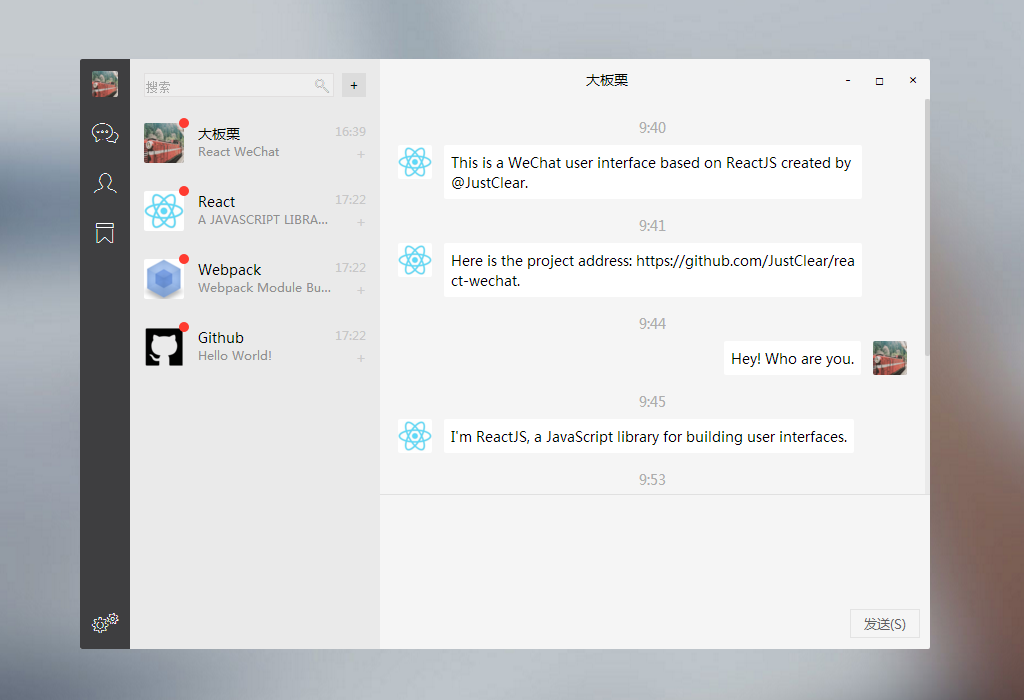 搜索
+
大板栗
16:39
React WeChat
+
React
17:22
A JAVASCRIPT LIBRA...
+
Webpack
17:22
Webpack Module Bu...
+
Github
17:22
Hello World!
+
大板栗
9:40
This is a WeChat user interface based on ReactJS created by
@JustClear.
9:41
Here is the project address: https://github.com/JustClear/rea
ct-wechat.
9:44
Hey! Who are you.
9:45
I'm ReactJS, a JavaScript library for building user interfaces.
9:53
发送(S)